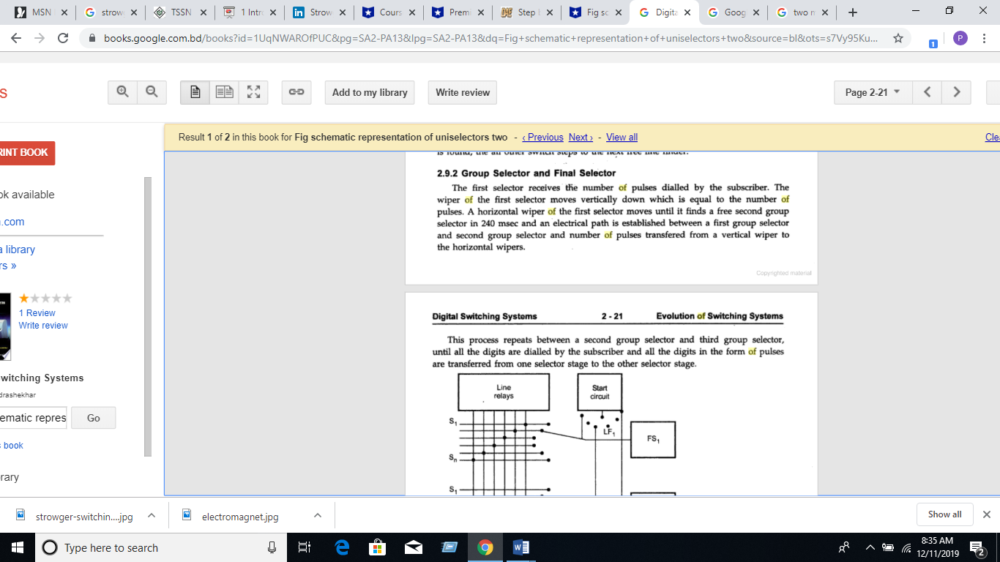 MSN
strow
TSSN
1 Intr
Strow
Cours
Prem
Step
Fig sc
Digita
Goog
two n
books.google.com.bd/books?id=1UqNWAROfPUC&pg=SA2-PA13&lpg=SA2-PA13&dq=Fig+schematic+representation+of+uniselectors+two&source=bl&ots=s7Vy95Ku...
P
1
s
Add to my library
Write review
Page 2-21
Result 1 of 2 in this book for Fig schematic representation of uniselectors two - ‹ Previous Next › - View all
Cle
RINT BOOK
ok available
.com
a library
rs »
1 Review
Write review
witching Systems
drashekhar
ematic repres
Go
s book
rary
is found, the all other switch steps to the next free line finder.
2.9.2 Group Selector and Final Selector
The first selector receives the number of pulses dialled by the subscriber. The
wiper of the first selector moves vertically down which is equal to the number of
pulses. A horizontal wiper of the first selector moves until it finds a free second group
selector in 240 msec and an electrical path is established between a first group selector
and second group selector and number of pulses transfered from a vertical wiper to
the horizontal wipers.
Copyrighted material
Digital Switching Systems 2 - 21 Evolution of Switching Systems
This process repeats between a second group selector and third group selector,
until all the digits are dialled by the subscriber and all the digits in the form of pulses
are transferred from one selector stage to the other selector stage.
Line
relays
Start
circuit
S1
LF1
FS1
Sn
S1
strowger-switchin....jpg
electromagnet.jpg
Show all
Type here to search
8:35 AM
12/11/2019
2